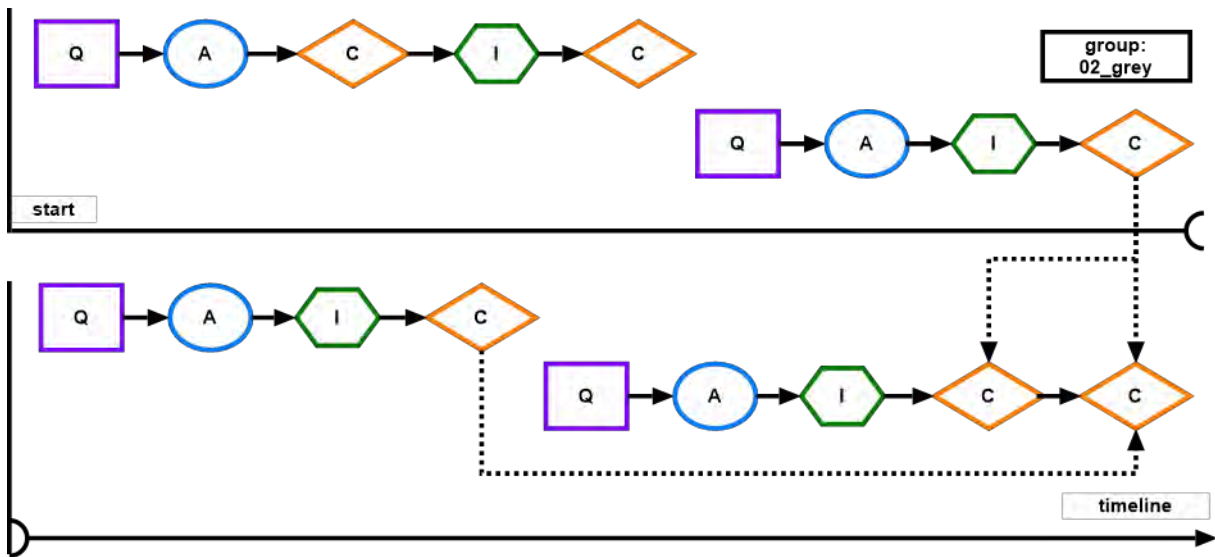 Q A C I C
group:
02_grey
Q A I C
start
Q A I C
Q A I C C
timeline